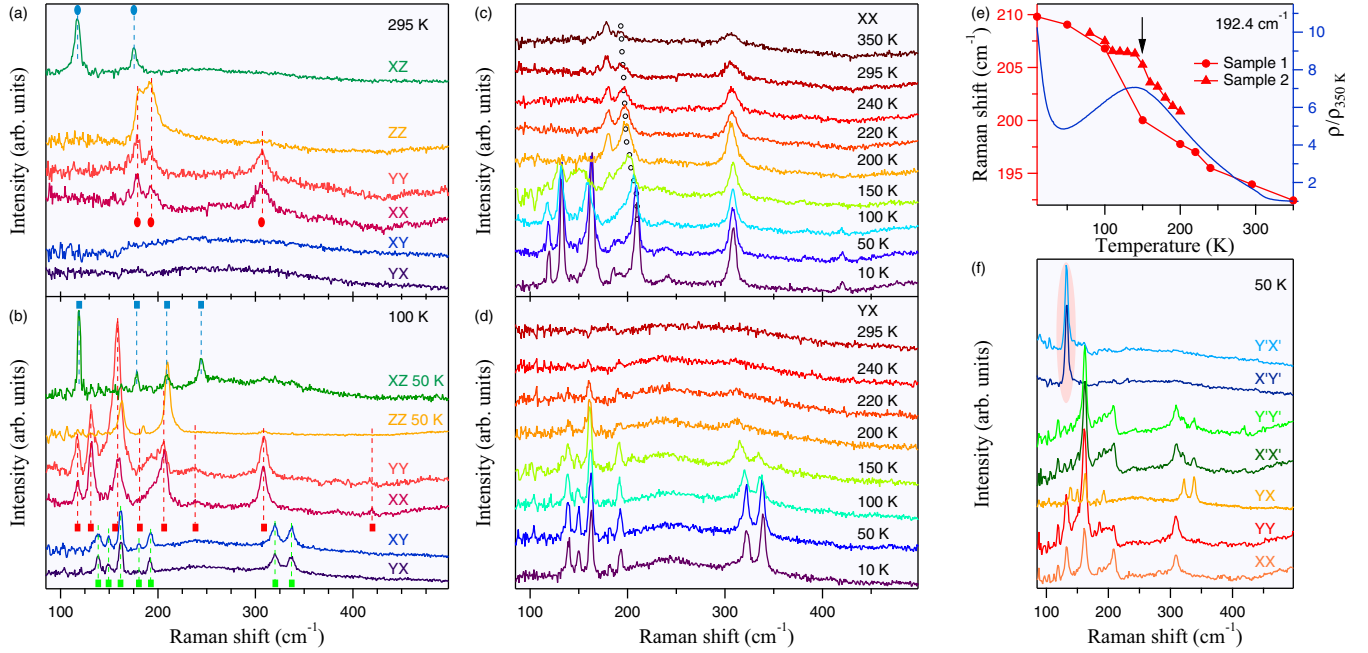 (a)
295 K
XZ
ZZ
YY
XX
XY
YX
Intensity (arb. units)
(b)
100 K
XZ 50 K
ZZ 50 K
YY
XX
XY
YX
Intensity (arb. units)
100
200
300
400
Raman shift (cm⁻¹)
(c)
XX
350 K
295 K
240 K
220 K
200 K
150 K
100 K
50 K
10 K
Intensity (arb. units)
(d)
YX
295 K
240 K
220 K
200 K
150 K
100 K
50 K
10 K
Intensity (arb. units)
100
200
300
400
Raman shift (cm⁻¹)
(e)
192.4 cm⁻¹
Sample 1
Sample 2
210
205
200
195
Raman shift (cm⁻¹)
10
8
6
4
2
ρ/ρ350 K
100
200
300
Temperature (K)
(f)
50 K
Y'X'
X'Y'
Y'Y'
X'X'
YX
YY
XX
Intensity (arb. units)
100
200
300
400
Raman shift (cm⁻¹)